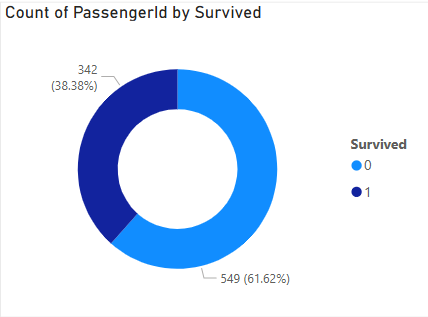 Count of PassengerId by Survived
342
(38.38%)
Survived
0
1
549 (61.62%)